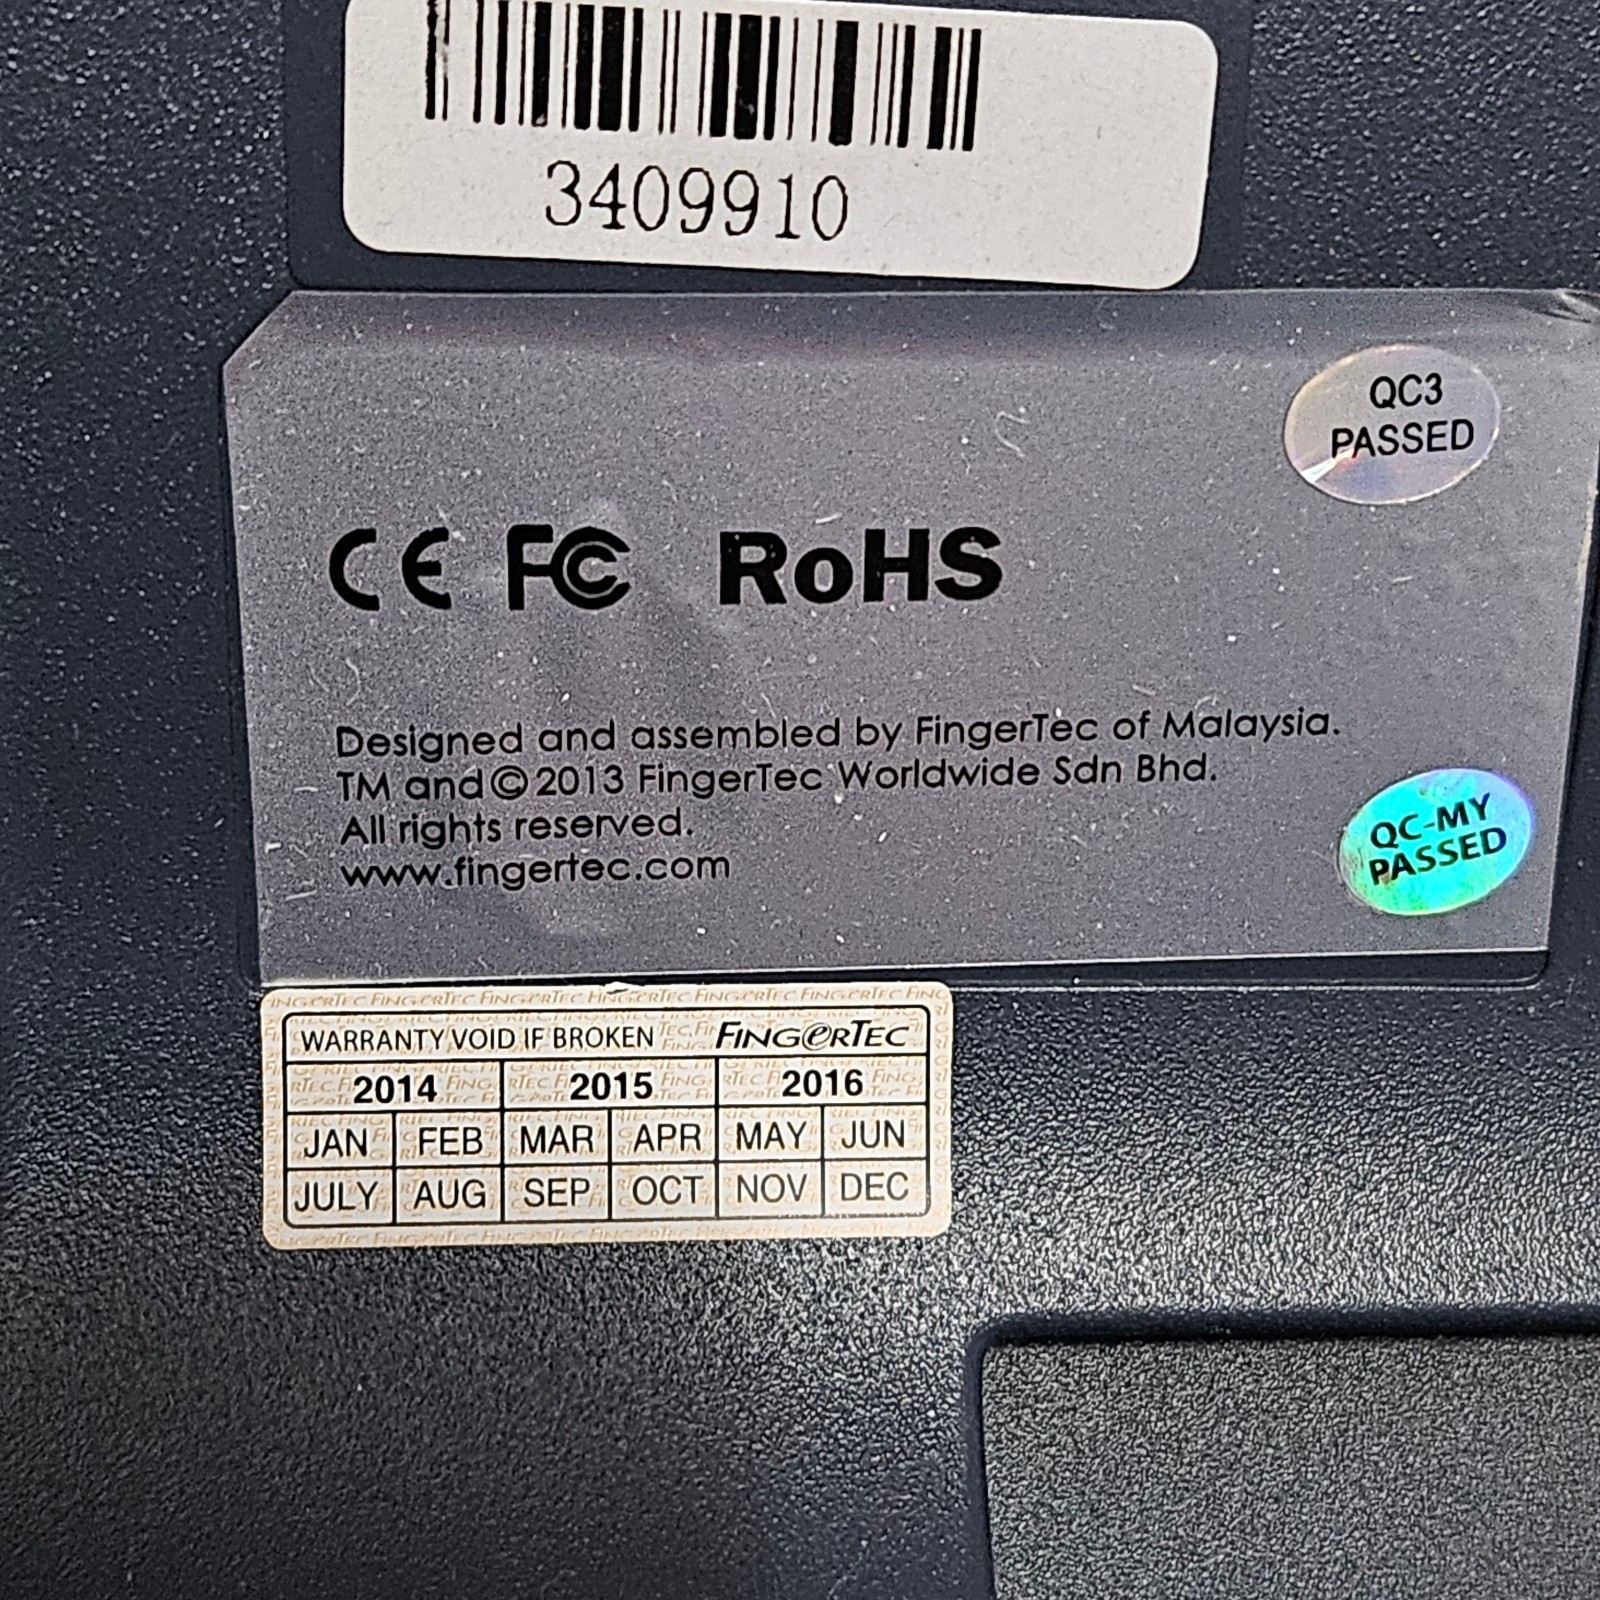 3409910
QC3
PASSED
CE FC RoHS
Designed and assembled by FingerTec of Malaysia.
TM and © 2013 FingerTec Worldwide Sdn Bhd.
All rights reserved.
www.fingertec.com
QC-MY
PASSED
WARRANTY VOID IF BROKEN FINGERTEC
2014 2015 2016
JAN FEB MAR APR MAY JUN
JULY AUG SEP OCT NOV DEC